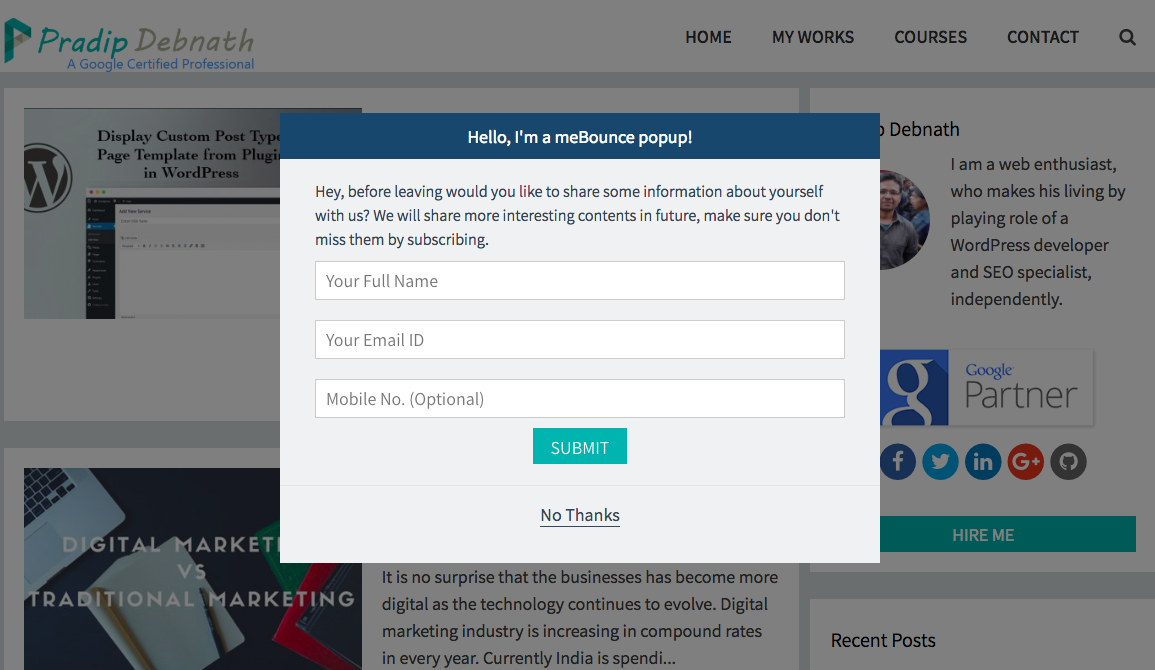 Pradip Debnath
A Google Certified Professional
HOME MY WORKS COURSES CONTACT
Display Custom Post Type
Page Template from Plugin
in WordPress
Add New Service
Hello, I'm a meBounce popup!
Hey, before leaving would you like to share some information about yourself
with us? We will share more interesting contents in future, make sure you don't
miss them by subscribing.
Your Full Name
Your Email ID
Mobile No. (Optional)
SUBMIT
No Thanks
Debnath
I am a web enthusiast,
who makes his living by
playing role of a
WordPress developer
and SEO specialist,
independently.
Google
Partner
HIRE ME
DIGITAL MARKETI
VS
TRADITIONAL MARKETING
It is no surprise that the businesses has become more
digital as the technology continues to evolve. Digital
marketing industry is increasing in compound rates
in every year. Currently India is spendi...
Recent Posts